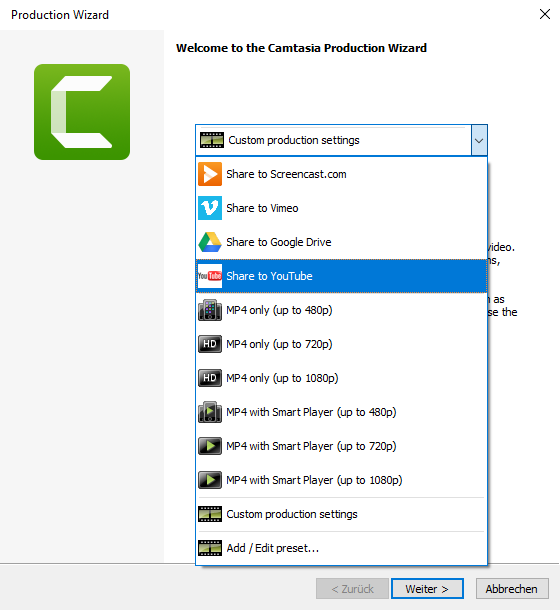 Production Wizard
Welcome to the Camtasia Production Wizard
Custom production settings
Share to Screencast.com
Share to Vimeo
Share to Google Drive
video.
ns,
You Tube Share to YouTube
n as
MP4 only (up to 480p)
se the
HD MP4 only (up to 720p)
HD MP4 only (up to 1080p)
MP4 with Smart Player (up to 480p)
MP4 with Smart Player (up to 720p)
MP4 with Smart Player (up to 1080p)
Custom production settings
Add / Edit preset...
< Zurück Weiter > Abbrechen